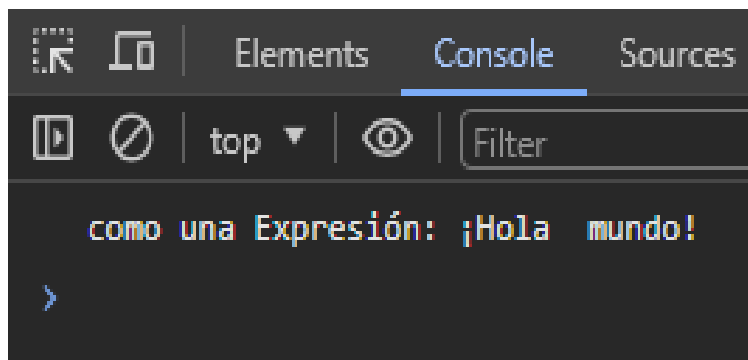 Elements Console Sources
top Filter
como una Expresión: ¡Hola  mundo!